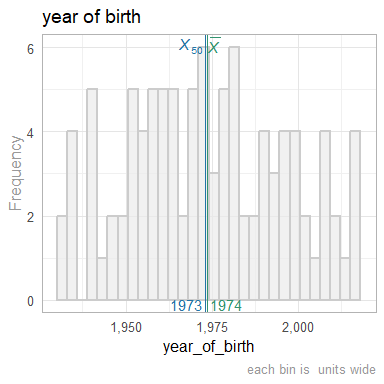 year of birth
X₅₀ X̅
6
4
2
0
Frequency
1973 1974
1,950 1,975 2,000
year_of_birth
each bin is  units wide